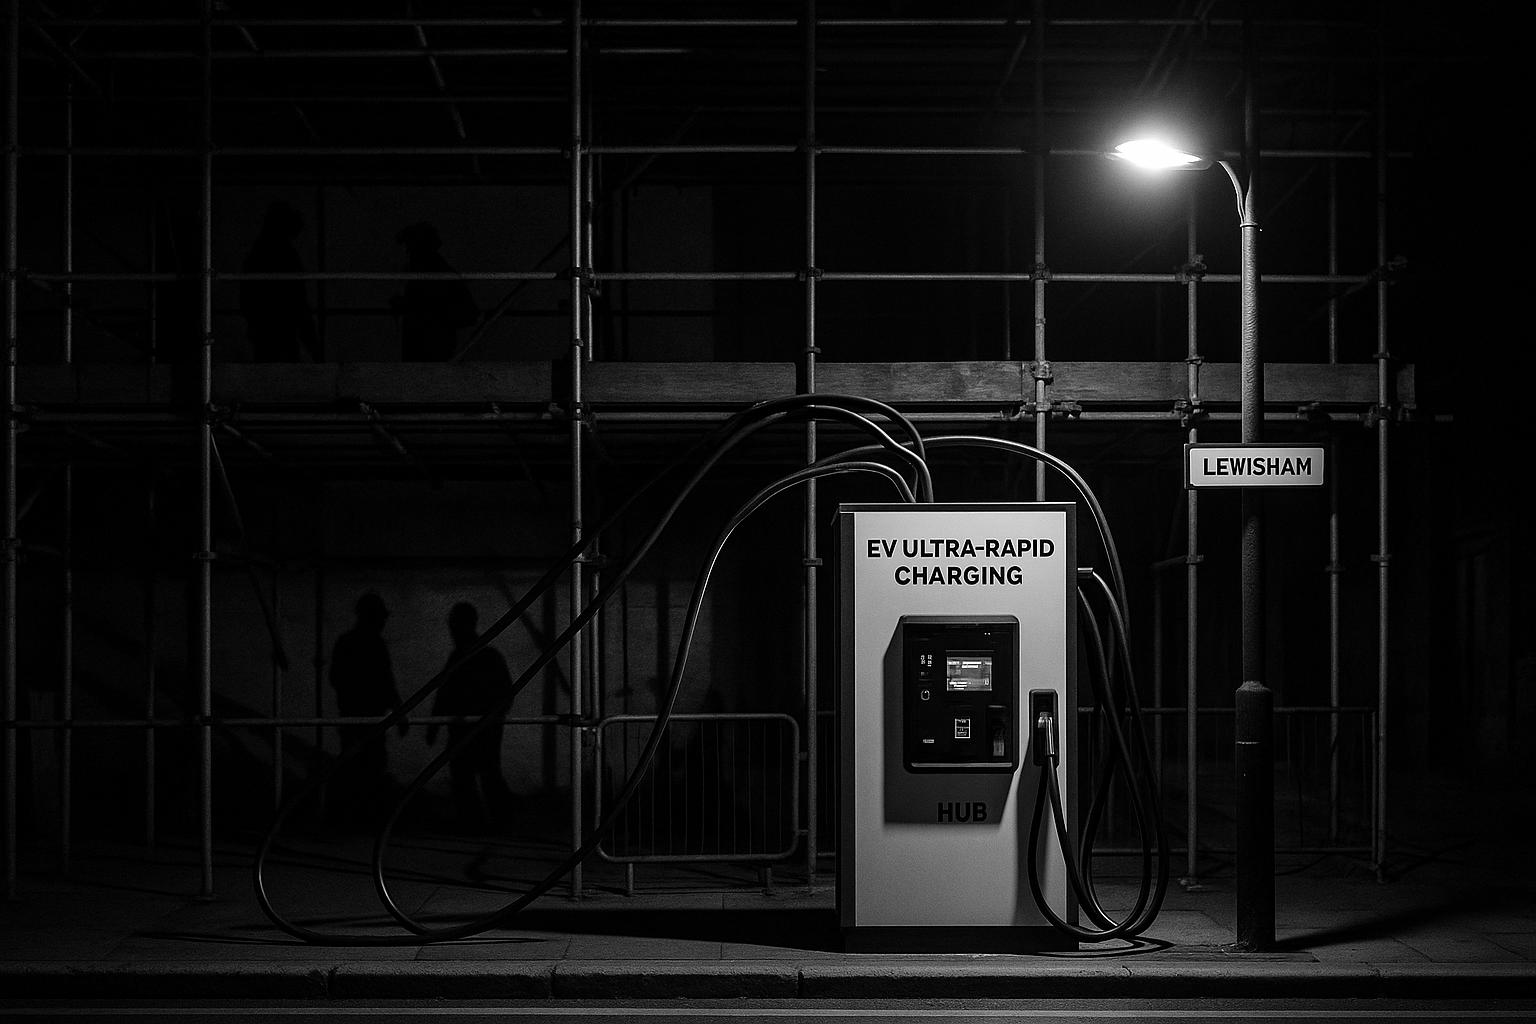 LEWISHAM
EV ULTRA-RAPID
CHARGING
HUB